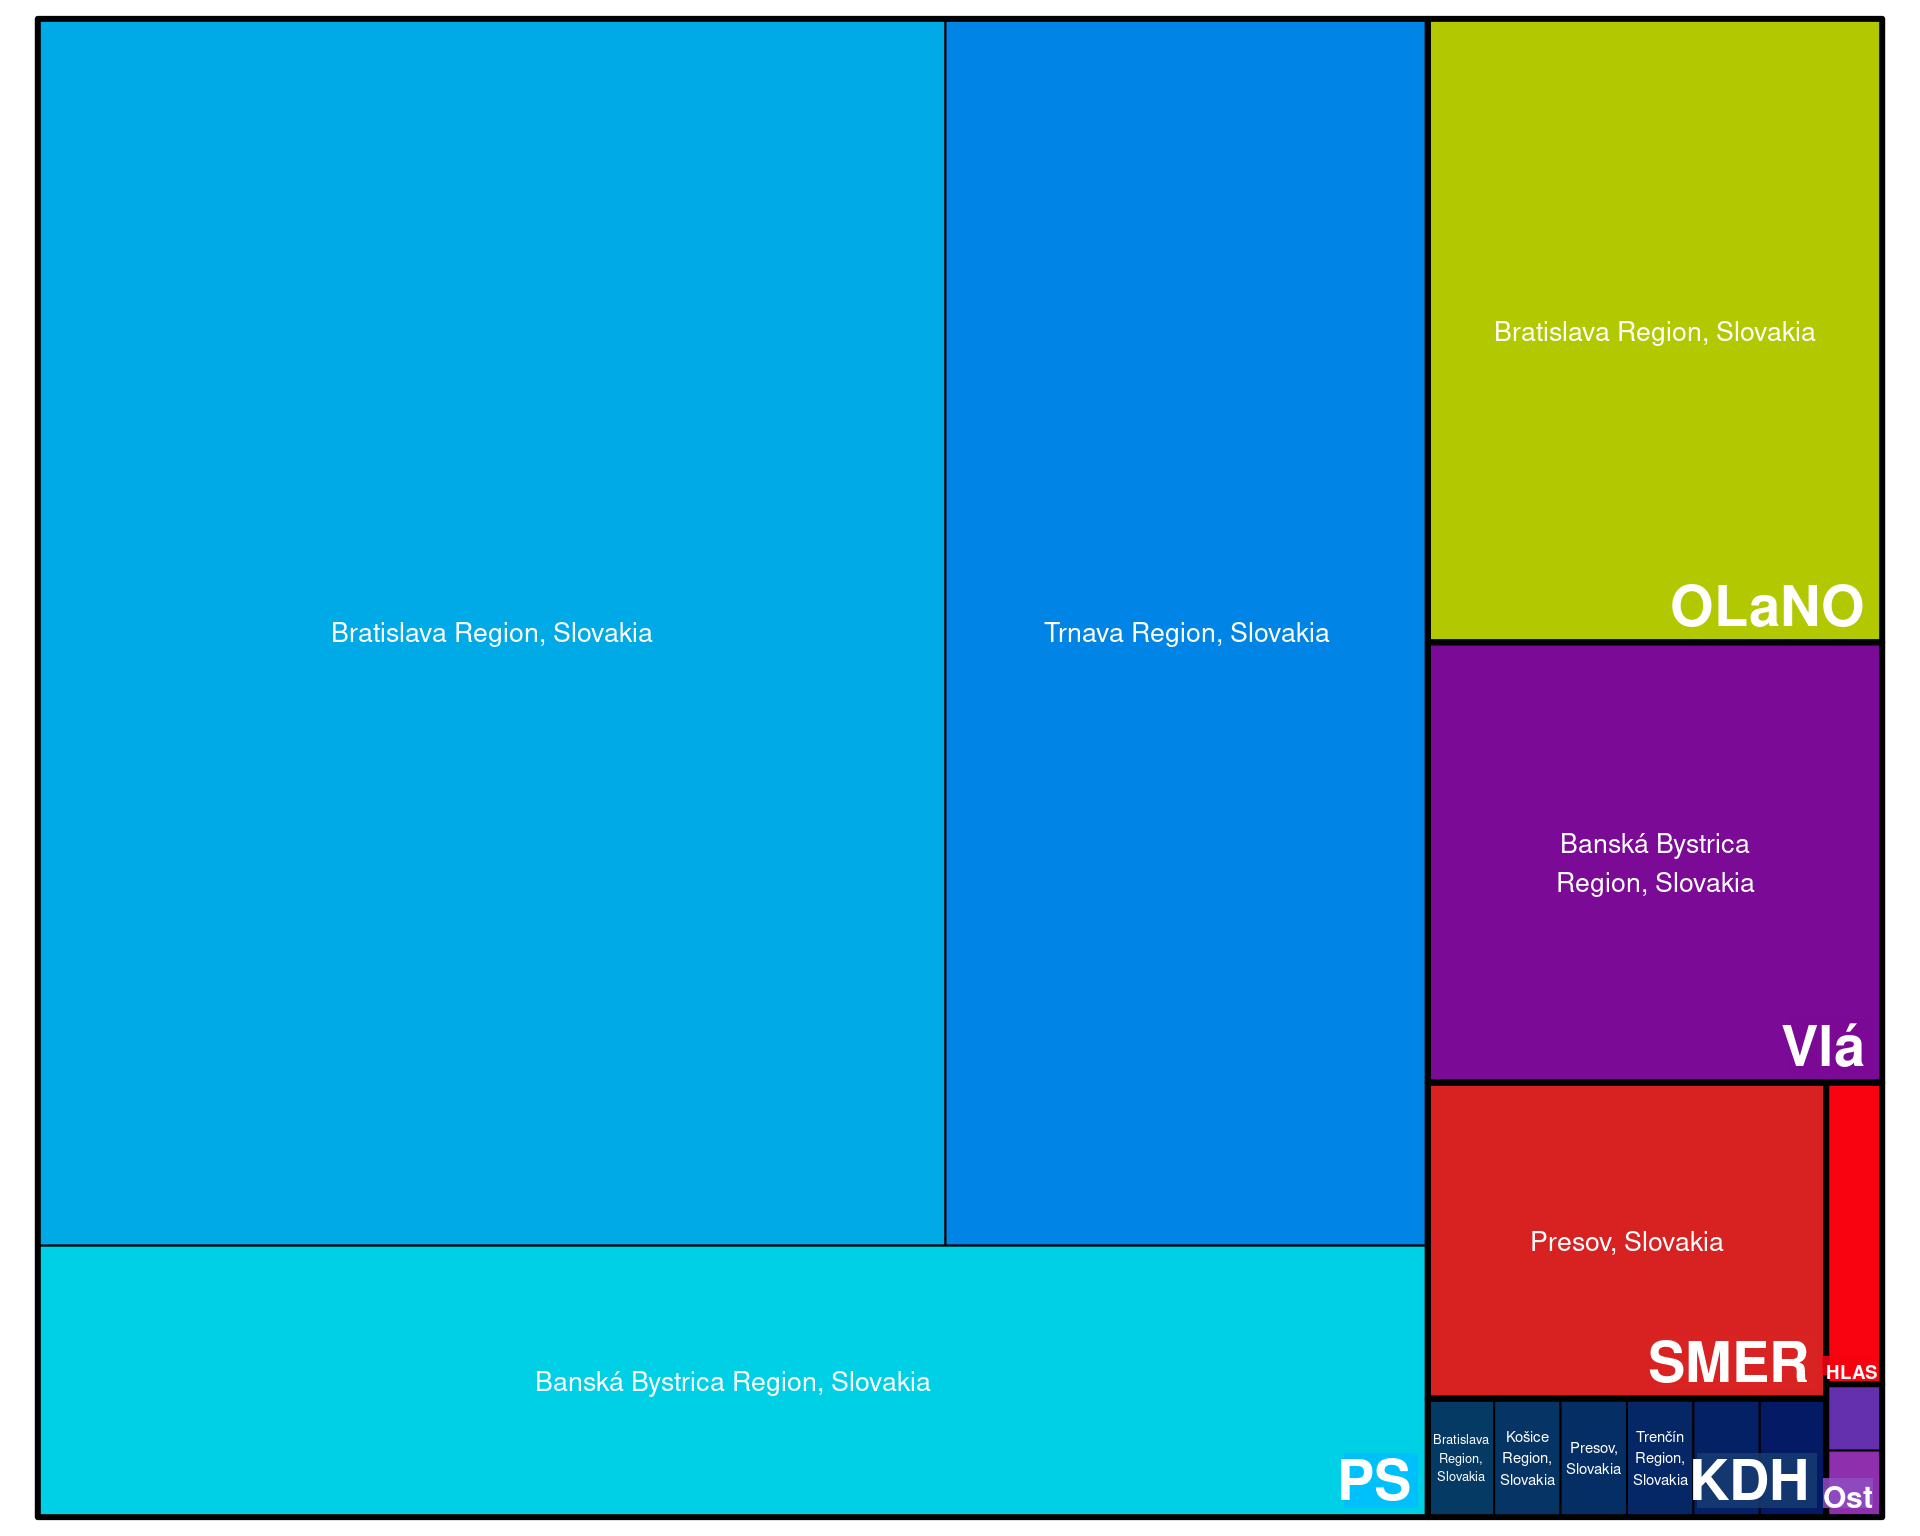 Bratislava Region, Slovakia
Trnava Region, Slovakia
Banská Bystrica Region, Slovakia
PS
Bratislava Region, Slovakia
OLaNO
Banská Bystrica
Region, Slovakia
Vlá
Presov, Slovakia
SMER
HLAS
Bratislava
Region,
Slovakia
Košice
Region,
Slovakia
Presov,
Slovakia
Trenčín
Region,
Slovakia
KDH
Ost